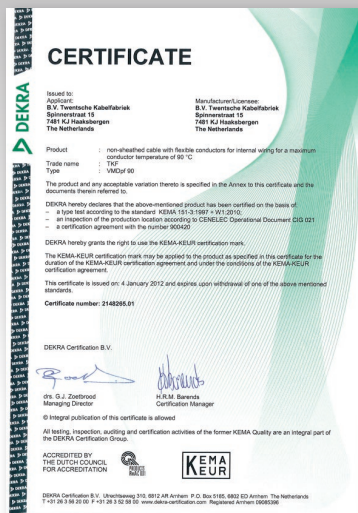 CERTIFICATE
DEKRA
Issued to:
Applicant:
B.V. Twentsche Kabelfabriek
Spinnerstraat 15
7481 KJ Haaksbergen
The Netherlands
Manufacturer/Licensee:
B.V. Twentsche Kabelfabriek
Spinnerstraat 15
7481 KJ Haaksbergen
The Netherlands
Product : non-sheathed cable with flexible conductors for internal wiring for a maximum
conductor temperature of 90 °C
Trade name : TKF
Type : VMDpf 90
The product and any acceptable variation thereto is specified in the Annex to this certificate and the
documents therein referred to.
DEKRA hereby declares that the above-mentioned product has been certified on the basis of:
– a type test according to the standard KEMA 151-3:1997 + W1:2010;
– an inspection of the production location according to CENELEC Operational Document CIG 021
– a certification agreement with the number 900420
DEKRA hereby grants the right to use the KEMA-KEUR certification mark.
The KEMA-KEUR certification mark may be applied to the product as specified in this certificate for the
duration of the KEMA-KEUR certification agreement and under the conditions of the KEMA-KEUR
certification agreement.
This certificate is issued on: 4 January 2012 and expires upon withdrawal of one of the above mentioned
standards.
Certificate number: 2148265.01
DEKRA Certification B.V.
drs. G.J. Zoetbrood
Managing Director
H.R.M. Barends
Certification Manager
© Integral publication of this certificate is allowed
All testing, inspection, auditing and certification activities of the former KEMA Quality are an integral part of
the DEKRA Certification Group.
ACCREDITED BY
THE DUTCH COUNCIL
FOR ACCREDITATION
PRODUCTS
KEMA
KEUR
DEKRA Certification B.V. Utrechtseweg 310, 6812 AR Arnhem P.O. Box 5185, 6802 ED Arnhem The Netherlands
T +31 26 3 56 20 00 F +31 26 3 52 58 00 www.dekra-certification.com Registered Arnhem 09085396